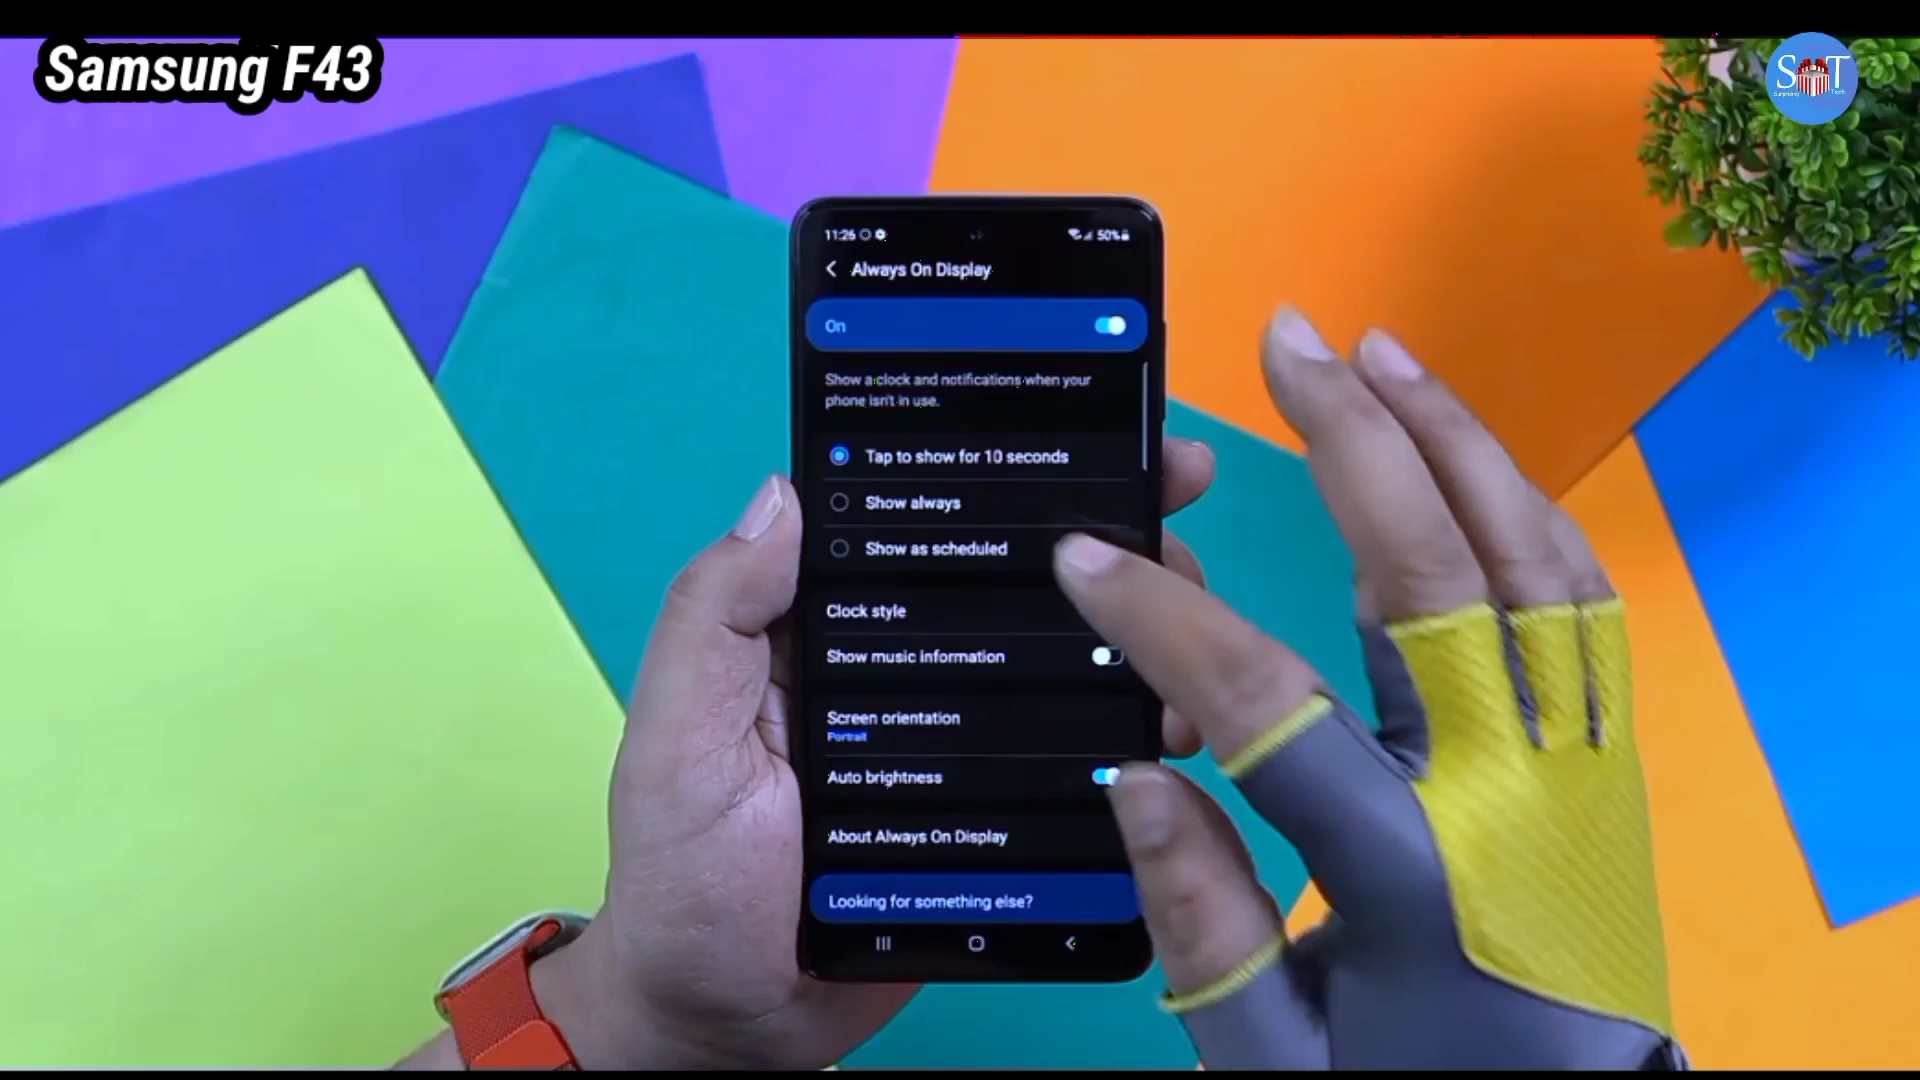 Samsung F43
S T
Surprising Tech
11:26
50%
Always On Display
On
Show a clock and notifications when your
phone isn't in use.
Tap to show for 10 seconds
Show always
Show as scheduled
Clock style
Show music information
Screen orientation
Portrait
Auto brightness
About Always On Display
Looking for something else?